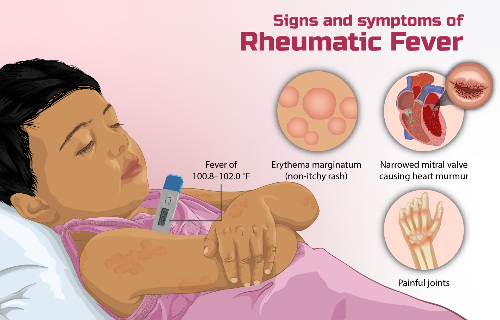 Signs and symptoms of
Rheumatic Fever
Fever of
100.8–102.0 °F
Erythema marginatum
(non-itchy rash)
Narrowed mitral valve
causing heart murmur
Painful joints